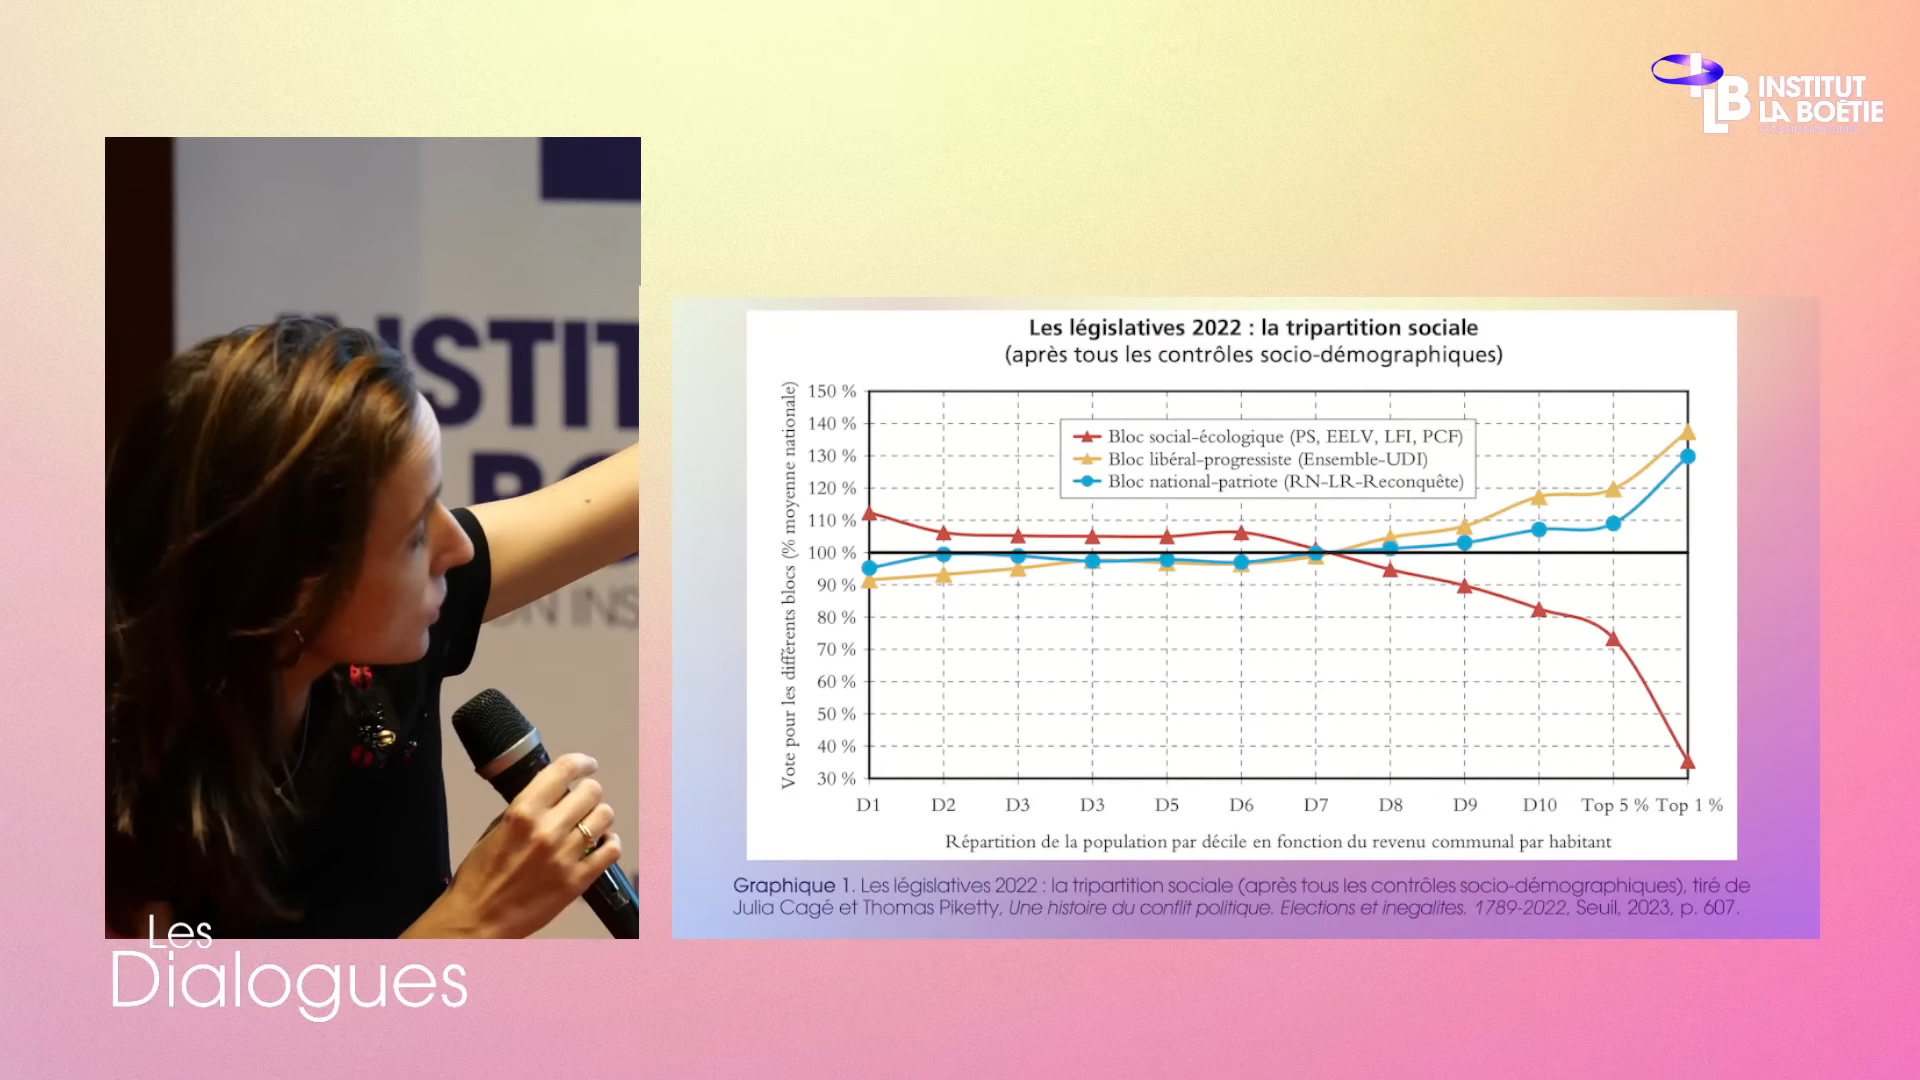 INSTITUT
LA BOÉTIE
INSTIT
ON INS
Les législatives 2022 : la tripartition sociale
(après tous les contrôles socio-démographiques)
Vote pour les différents blocs (% moyenne nationale)
150 %
140 %
130 %
120 %
110 %
100 %
90 %
80 %
70 %
60 %
50 %
40 %
30 %
Bloc social-écologique (PS, EELV, LFI, PCF)
Bloc libéral-progressiste (Ensemble-UDI)
Bloc national-patriote (RN-LR-Reconquête)
D1 D2 D3 D3 D5 D6 D7 D8 D9 D10 Top 5 % Top 1 %
Répartition de la population par décile en fonction du revenu communal par habitant
Graphique 1. Les législatives 2022 : la tripartition sociale (après tous les contrôles socio-démographiques), tiré de
Julia Cagé et Thomas Piketty, Une histoire du conflit politique. Elections et inegalites. 1789-2022, Seuil, 2023, p. 607.
Les
Dialogues